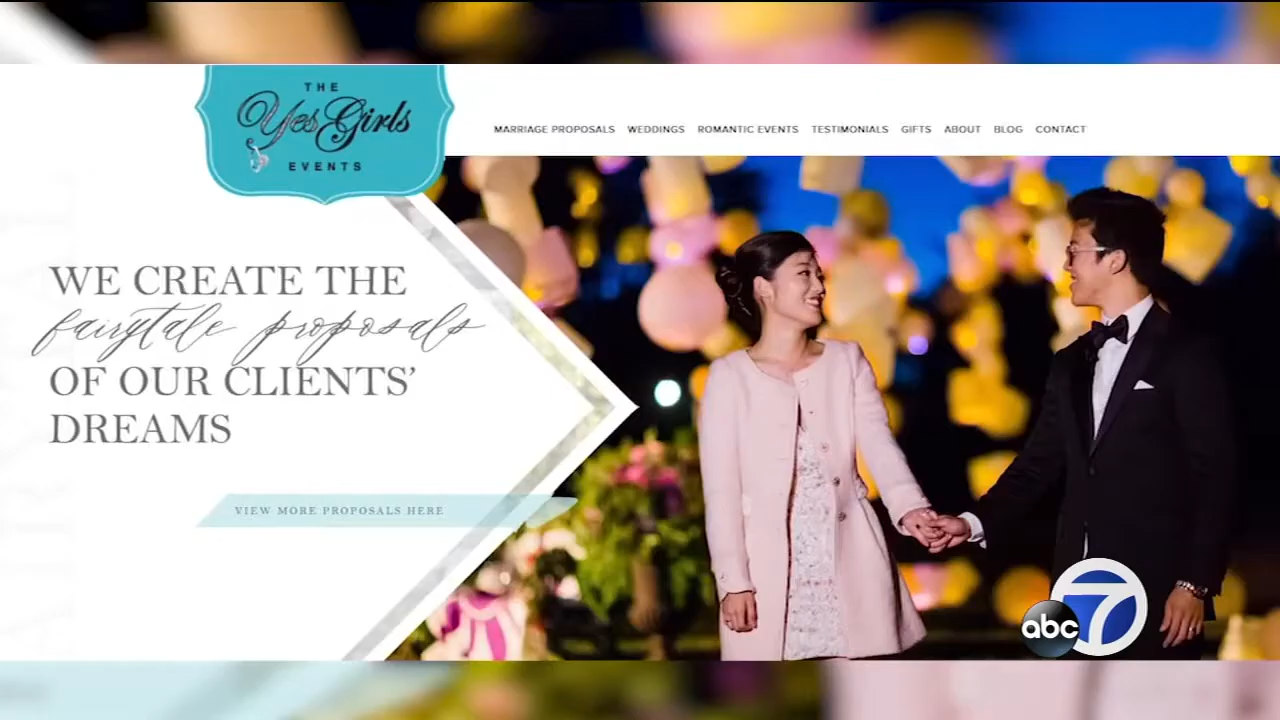 THE
Yes Girls
EVENTS
MARRIAGE PROPOSALS WEDDINGS ROMANTIC EVENTS TESTIMONIALS GIFTS ABOUT BLOG CONTACT
WE CREATE THE
fairytale proposals
OF OUR CLIENTS'
DREAMS
VIEW MORE PROPOSALS HERE
abc 7